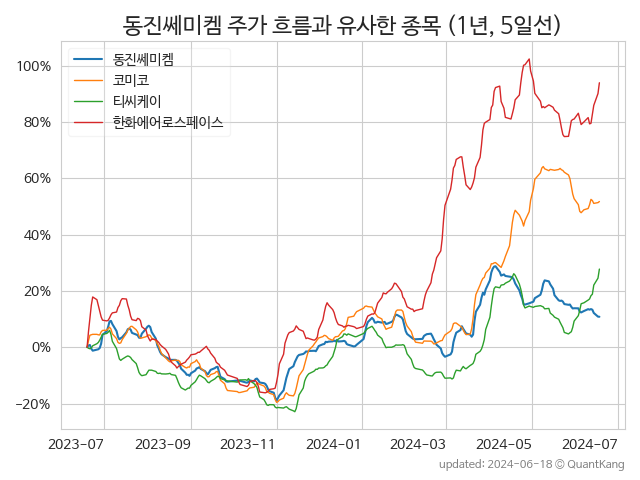 동진쎄미켐 주가 흐름과 유사한 종목 (1년, 5일선)
동진쎄미켐
코미코
티씨케이
한화에어로스페이스
100%
80%
60%
40%
20%
0%
−20%
2023-07 2023-09 2023-11 2024-01 2024-03 2024-05 2024-07
updated: 2024-06-18 © QuantKang